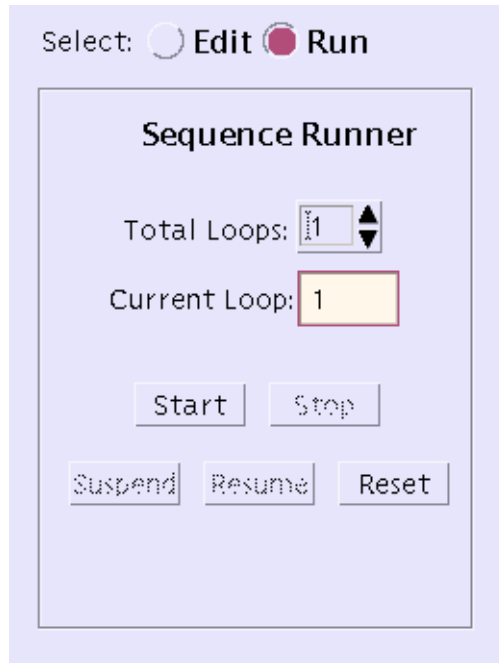 Select: Edit Run
Sequence Runner
Total Loops: 1
Current Loop: 1
Start Stop
Suspend Resume Reset